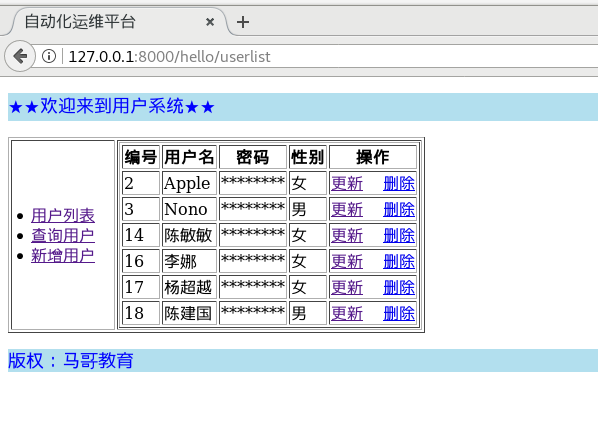 自动化运维平台
127.0.0.1:8000/hello/userlist
★★欢迎来到用户系统★★
用户列表
查询用户
新增用户
编号 用户名 密码 性别 操作
2 Apple ******** 女 更新 删除
3 Nono ******** 男 更新 删除
14 陈敏敏 ******** 女 更新 删除
16 李娜 ******** 女 更新 删除
17 杨超越 ******** 女 更新 删除
18 陈建国 ******** 男 更新 删除
版权：马哥教育